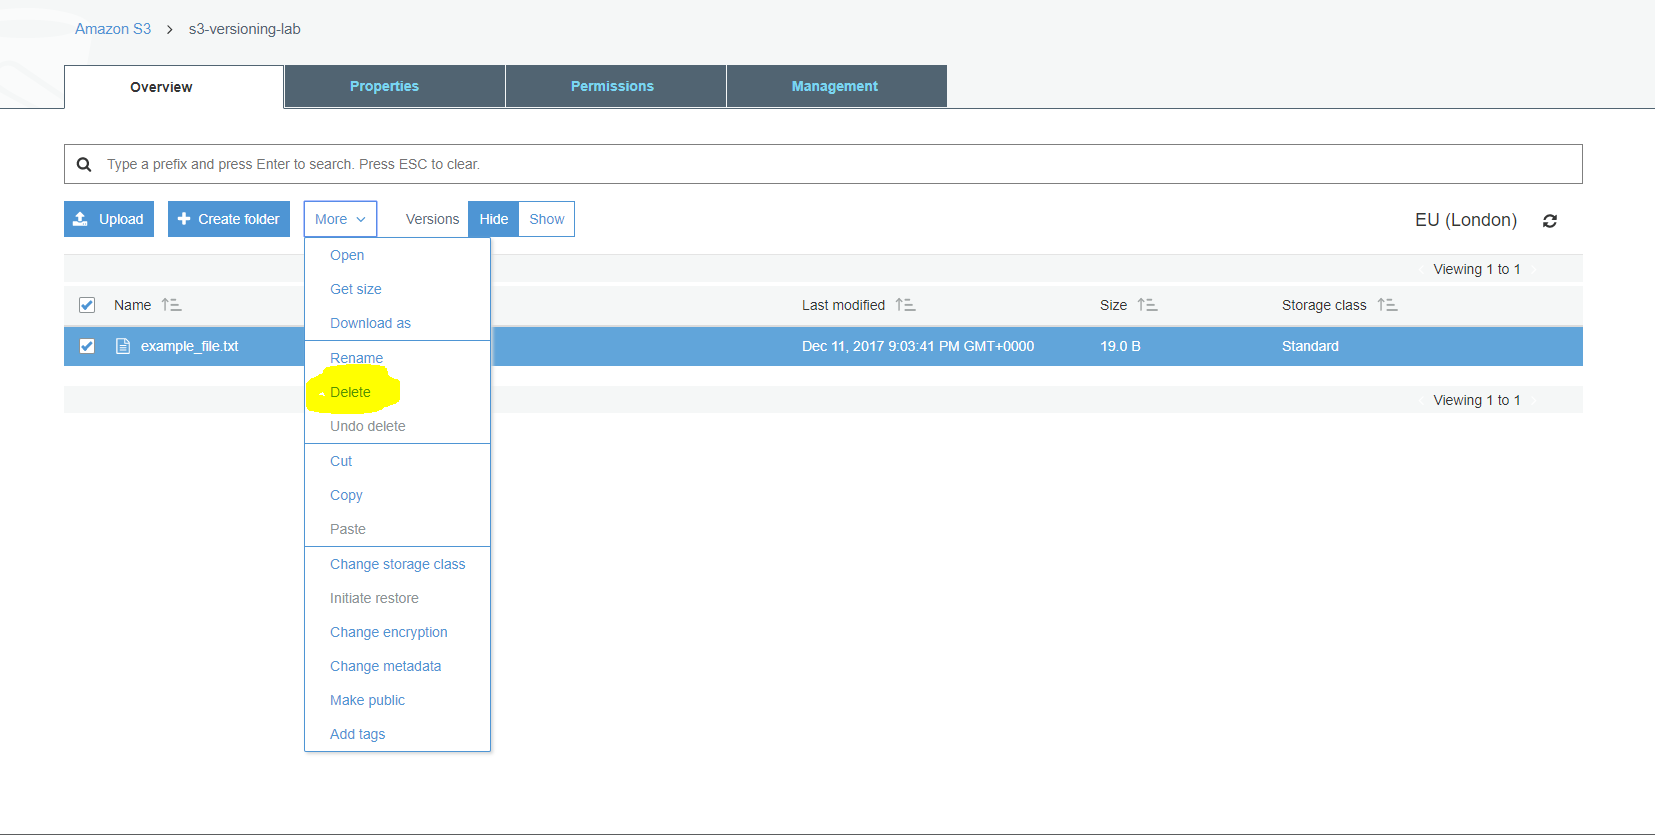 Amazon S3 > s3-versioning-lab
Overview Properties Permissions Management
Type a prefix and press Enter to search. Press ESC to clear.
Upload + Create folder More Versions Hide Show EU (London)
Open
Viewing 1 to 1
Get size
Name Last modified Size Storage class
Download as
example_file.txt Dec 11, 2017 9:03:41 PM GMT+0000 19.0 B Standard
Rename
Delete
Viewing 1 to 1
Undo delete
Cut
Copy
Paste
Change storage class
Initiate restore
Change encryption
Change metadata
Make public
Add tags